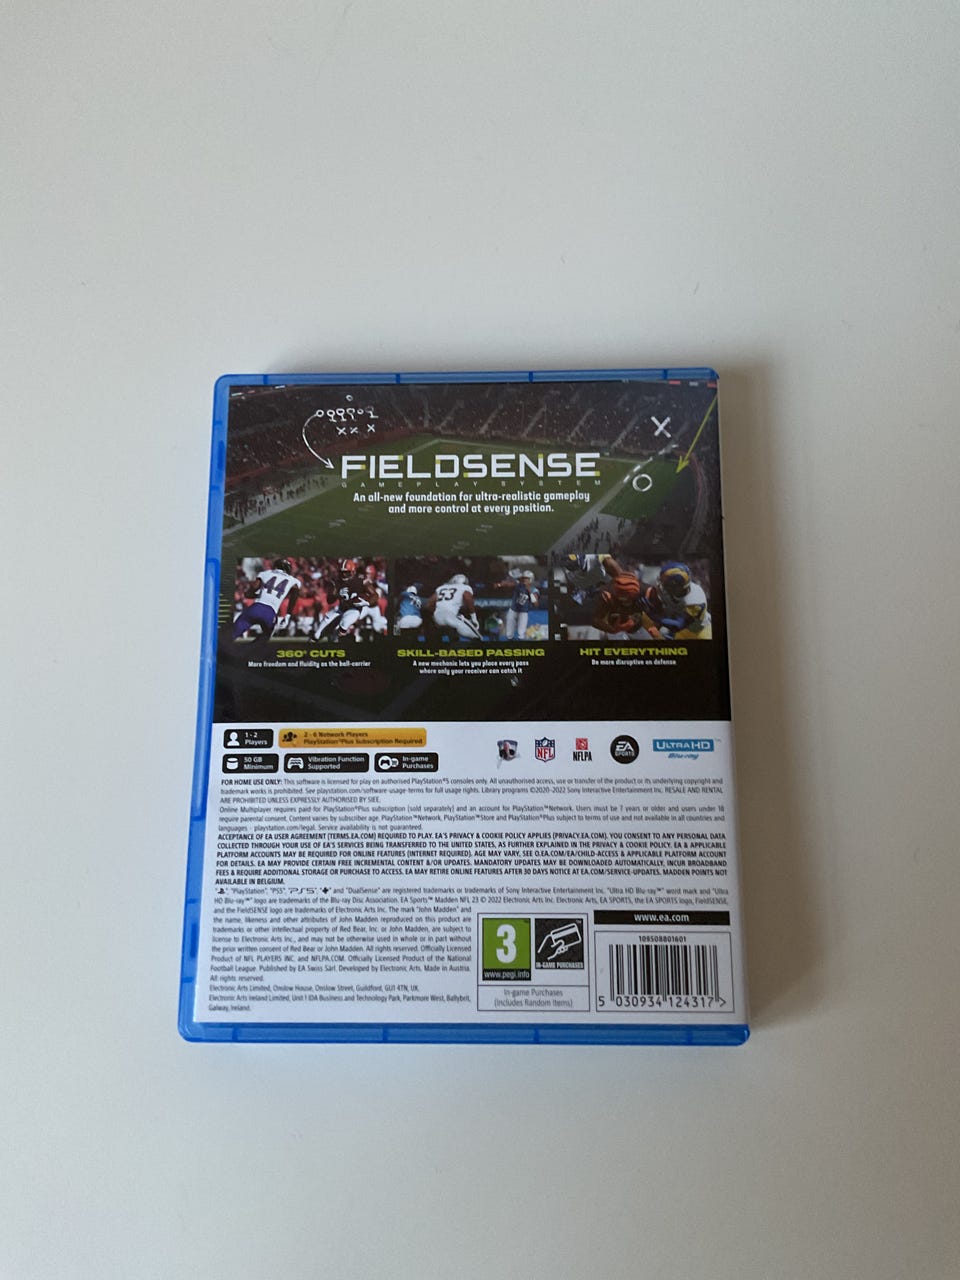 FIELDSENSE
GAMEPLAY SYSTEM
An all-new foundation for ultra-realistic gameplay
and more control at every position.
44
53
360° CUTS
More freedom and fluidity as the ball-carrier
SKILL-BASED PASSING
A new mechanic lets you place every pass
where only your receiver can catch it
HIT EVERYTHING
Be more disruptive on defense
1 - 2
Players
2 - 6 Network Players
PlayStation®Plus Subscription Required
50 GB
Minimum
Vibration Function
Supported
In-game
Purchases
NFL
NFLPA
EA
SPORTS
ULTRA HD
Blu-ray™
FOR HOME USE ONLY: This software is licensed for play on authorised PlayStation®5 consoles only. All unauthorised access, use or transfer of the product or its underlying copyright and
trademark works is prohibited. See playstation.com/software-usage-terms for full usage rights. Library programs ©2020-2022 Sony Interactive Entertainment Inc. RESALE AND RENTAL
ARE PROHIBITED UNLESS EXPRESSLY AUTHORISED BY SIEE.
Online Multiplayer requires paid-for PlayStation®Plus subscription (sold separately) and an account for PlayStation™Network. Users must be 7 years or older and users under 18
require parental consent. Content varies by subscriber age. PlayStation™Network, PlayStation™Store and PlayStation®Plus subject to terms of use and not available in all countries and
languages - playstation.com/legal. Service availability is not guaranteed.
ACCEPTANCE OF EA USER AGREEMENT (TERMS.EA.COM) REQUIRED TO PLAY. EA'S PRIVACY & COOKIE POLICY APPLIES (PRIVACY.EA.COM). YOU CONSENT TO ANY PERSONAL DATA
COLLECTED THROUGH YOUR USE OF EA'S SERVICES BEING TRANSFERRED TO THE UNITED STATES, AS FURTHER EXPLAINED IN THE PRIVACY & COOKIE POLICY. EA & APPLICABLE
PLATFORM ACCOUNTS MAY BE REQUIRED FOR ONLINE FEATURES (INTERNET REQUIRED). AGE MAY VARY, SEE O.EA.COM/EA/CHILD-ACCESS & APPLICABLE PLATFORM ACCOUNT
FOR DETAILS. EA MAY PROVIDE CERTAIN FREE INCREMENTAL CONTENT &/OR UPDATES. MANDATORY UPDATES MAY BE DOWNLOADED AUTOMATICALLY, INCUR BROADBAND
FEES & REQUIRE ADDITIONAL STORAGE OR PURCHASE TO ACCESS. EA MAY RETIRE ONLINE FEATURES AFTER 30 DAYS NOTICE AT EA.COM/SERVICE-UPDATES. MADDEN POINTS NOT
AVAILABLE IN BELGIUM.
"PlayStation", "PS5", "PS5", and "DualSense" are registered trademarks or trademarks of Sony Interactive Entertainment Inc. "Ultra HD Blu-ray™" word mark and "Ultra
HD Blu-ray™" logo are trademarks of the Blu-ray Disc Association. EA Sports™ Madden NFL 23 © 2022 Electronic Arts Inc. Electronic Arts, EA SPORTS, the EA SPORTS logo, FieldSENSE,
and the FieldSENSE logo are trademarks of Electronic Arts Inc. The mark "John Madden" and
the name, likeness and other attributes of John Madden reproduced on this product are
trademarks or other intellectual property of Red Bear, Inc. or John Madden, are subject to
license to Electronic Arts Inc., and may not be otherwise used in whole or in part without
the prior written consent of Red Bear or John Madden. All rights reserved. Officially Licensed
Product of NFL PLAYERS INC. and NFLPA.COM. Officially Licensed Product of the National
Football League. Published by EA Swiss Sàrl. Developed by Electronic Arts. Made in Austria.
All rights reserved.
Electronic Arts Limited, Onslow House, Onslow Street, Guildford, GU1 4TN, UK.
Electronic Arts Ireland Limited, Unit 1 IDA Business and Technology Park, Parkmore West, Ballybrit,
Galway, Ireland.
3
www.pegi.info
IN-GAME PURCHASES
In-game Purchases
(Includes Random Items)
www.ea.com
109508801601
5 030934 124317 >